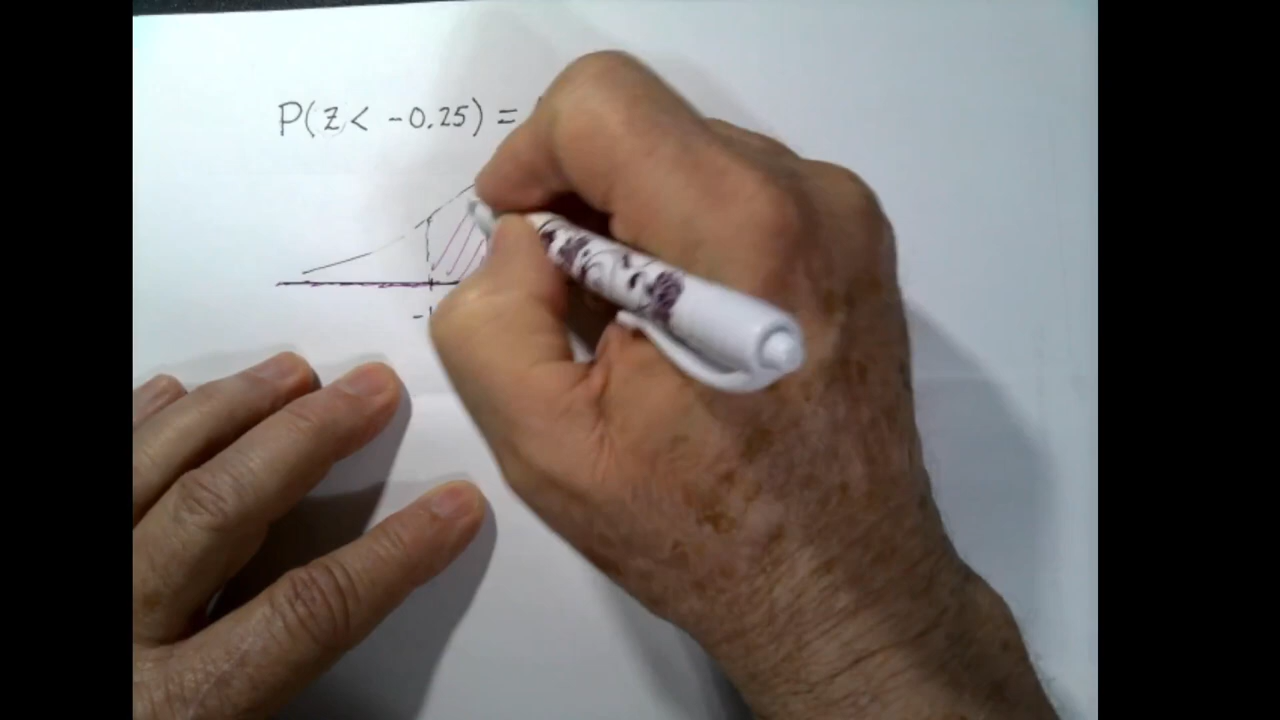 P(Z < -0.25) =